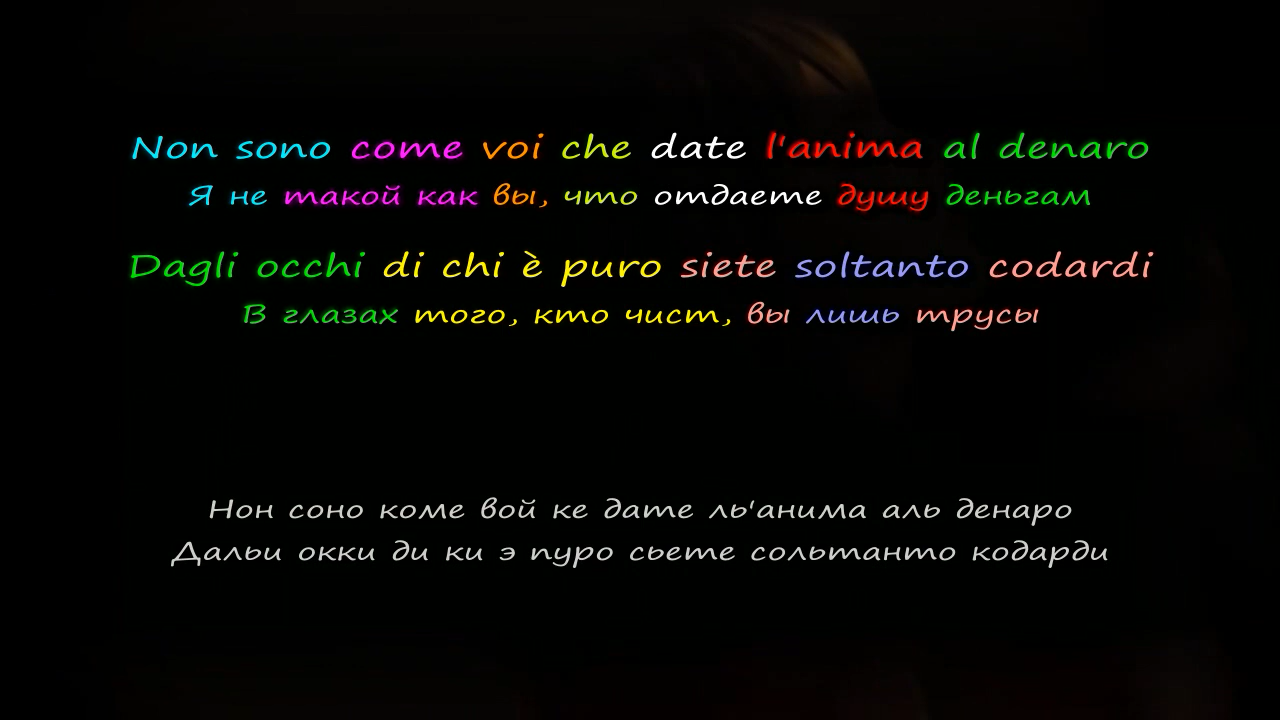 Non sono come voi che date l'anima al denaro
Я не такой как вы, что отдаете душу деньгам
Dagli occhi di chi è puro siete soltanto codardi
В глазах того, кто чист, вы лишь трусы
Нон соно коме вой ке дате ль'анима аль денаро
Дальи окки ди ки э пуро сьете сольтанто кодарди